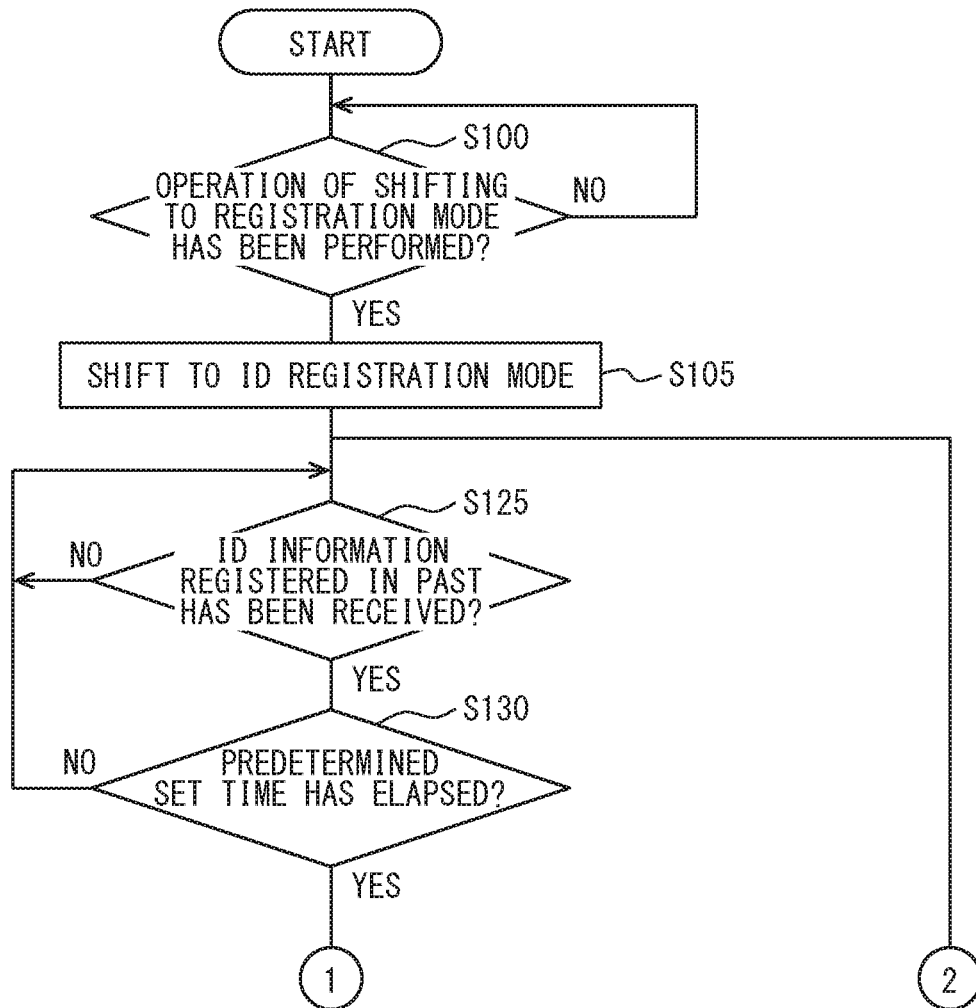 START
S100
OPERATION OF SHIFTING
TO REGISTRATION MODE
HAS BEEN PERFORMED?
NO
YES
SHIFT TO ID REGISTRATION MODE
S105
S125
NO
ID INFORMATION
REGISTERED IN PAST
HAS BEEN RECEIVED?
YES
S130
NO
PREDETERMINED
SET TIME HAS ELAPSED?
YES
1
2